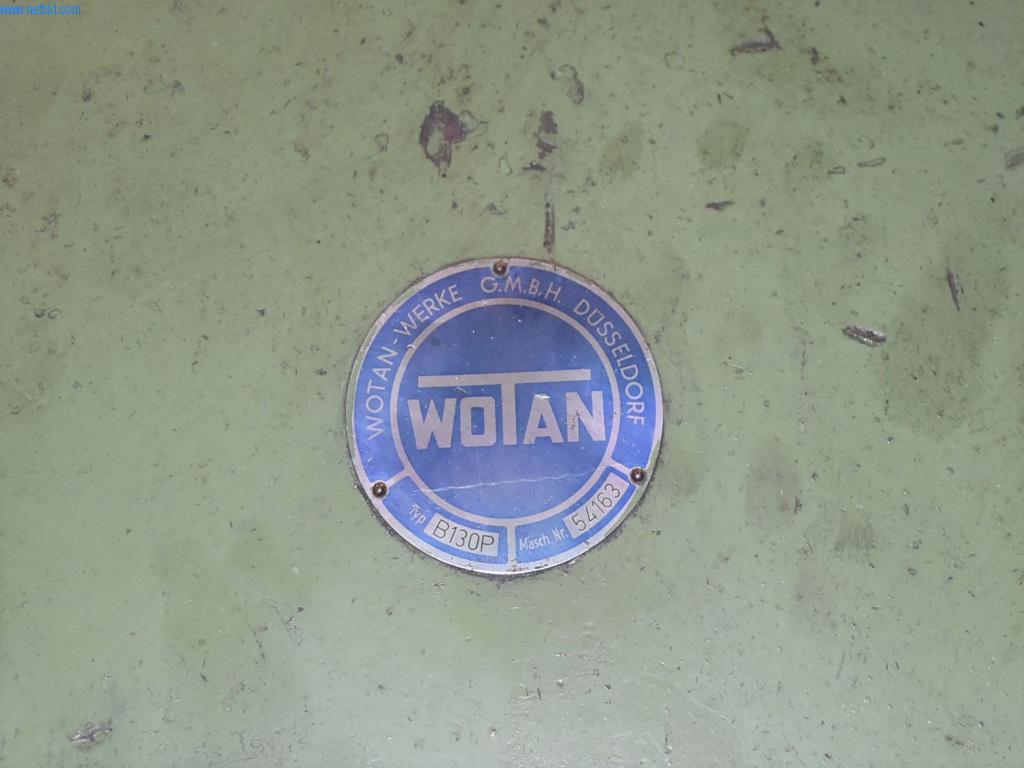 www.netbid.com
WOTAN-WERKE G.M.B.H. DÜSSELDORF
WOTAN
Typ B130P
Masch. Nr. 54163